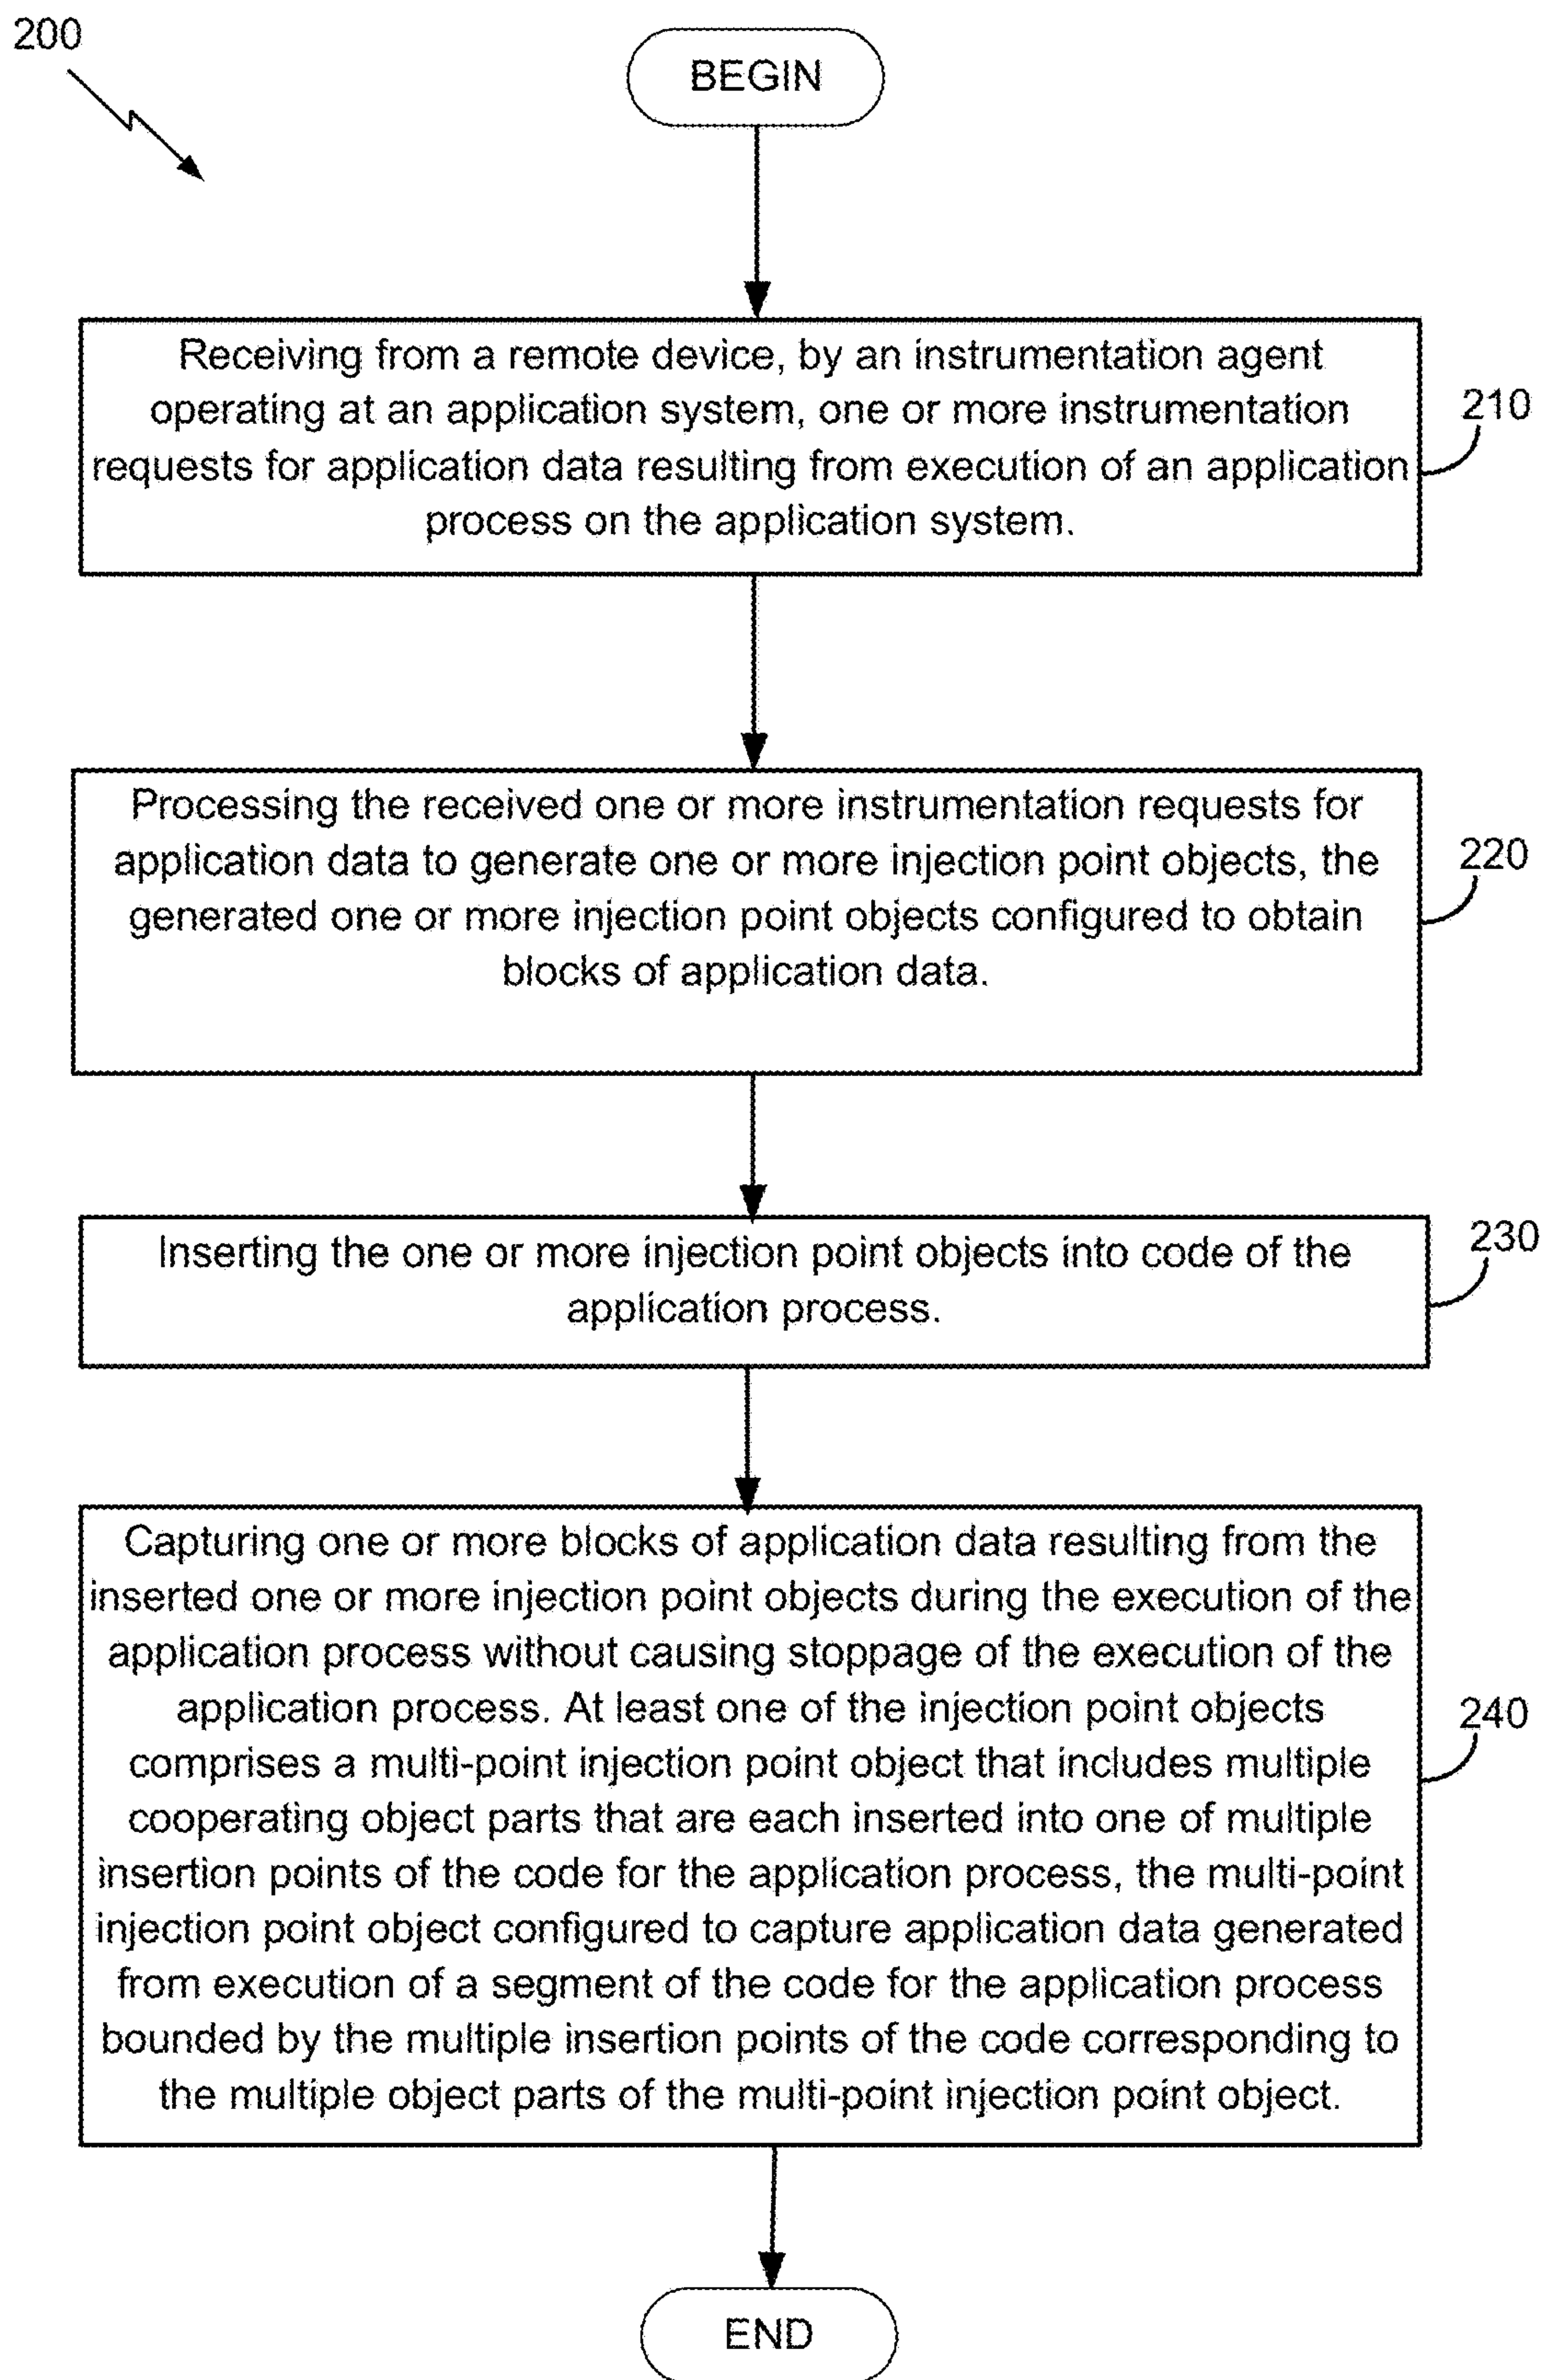 200
BEGIN
Receiving from a remote device, by an instrumentation agent
operating at an application system, one or more instrumentation
requests for application data resulting from execution of an application
process on the application system.
210
Processing the received one or more instrumentation requests for
application data to generate one or more injection point objects, the
generated one or more injection point objects configured to obtain
blocks of application data.
220
Inserting the one or more injection point objects into code of the
application process.
230
Capturing one or more blocks of application data resulting from the
inserted one or more injection point objects during the execution of the
application process without causing stoppage of the execution of the
application process. At least one of the injection point objects
comprises a multi-point injection point object that includes multiple
cooperating object parts that are each inserted into one of multiple
insertion points of the code for the application process, the multi-point
injection point object configured to capture application data generated
from execution of a segment of the code for the application process
bounded by the multiple insertion points of the code corresponding to
the multiple object parts of the multi-point injection point object.
240
END